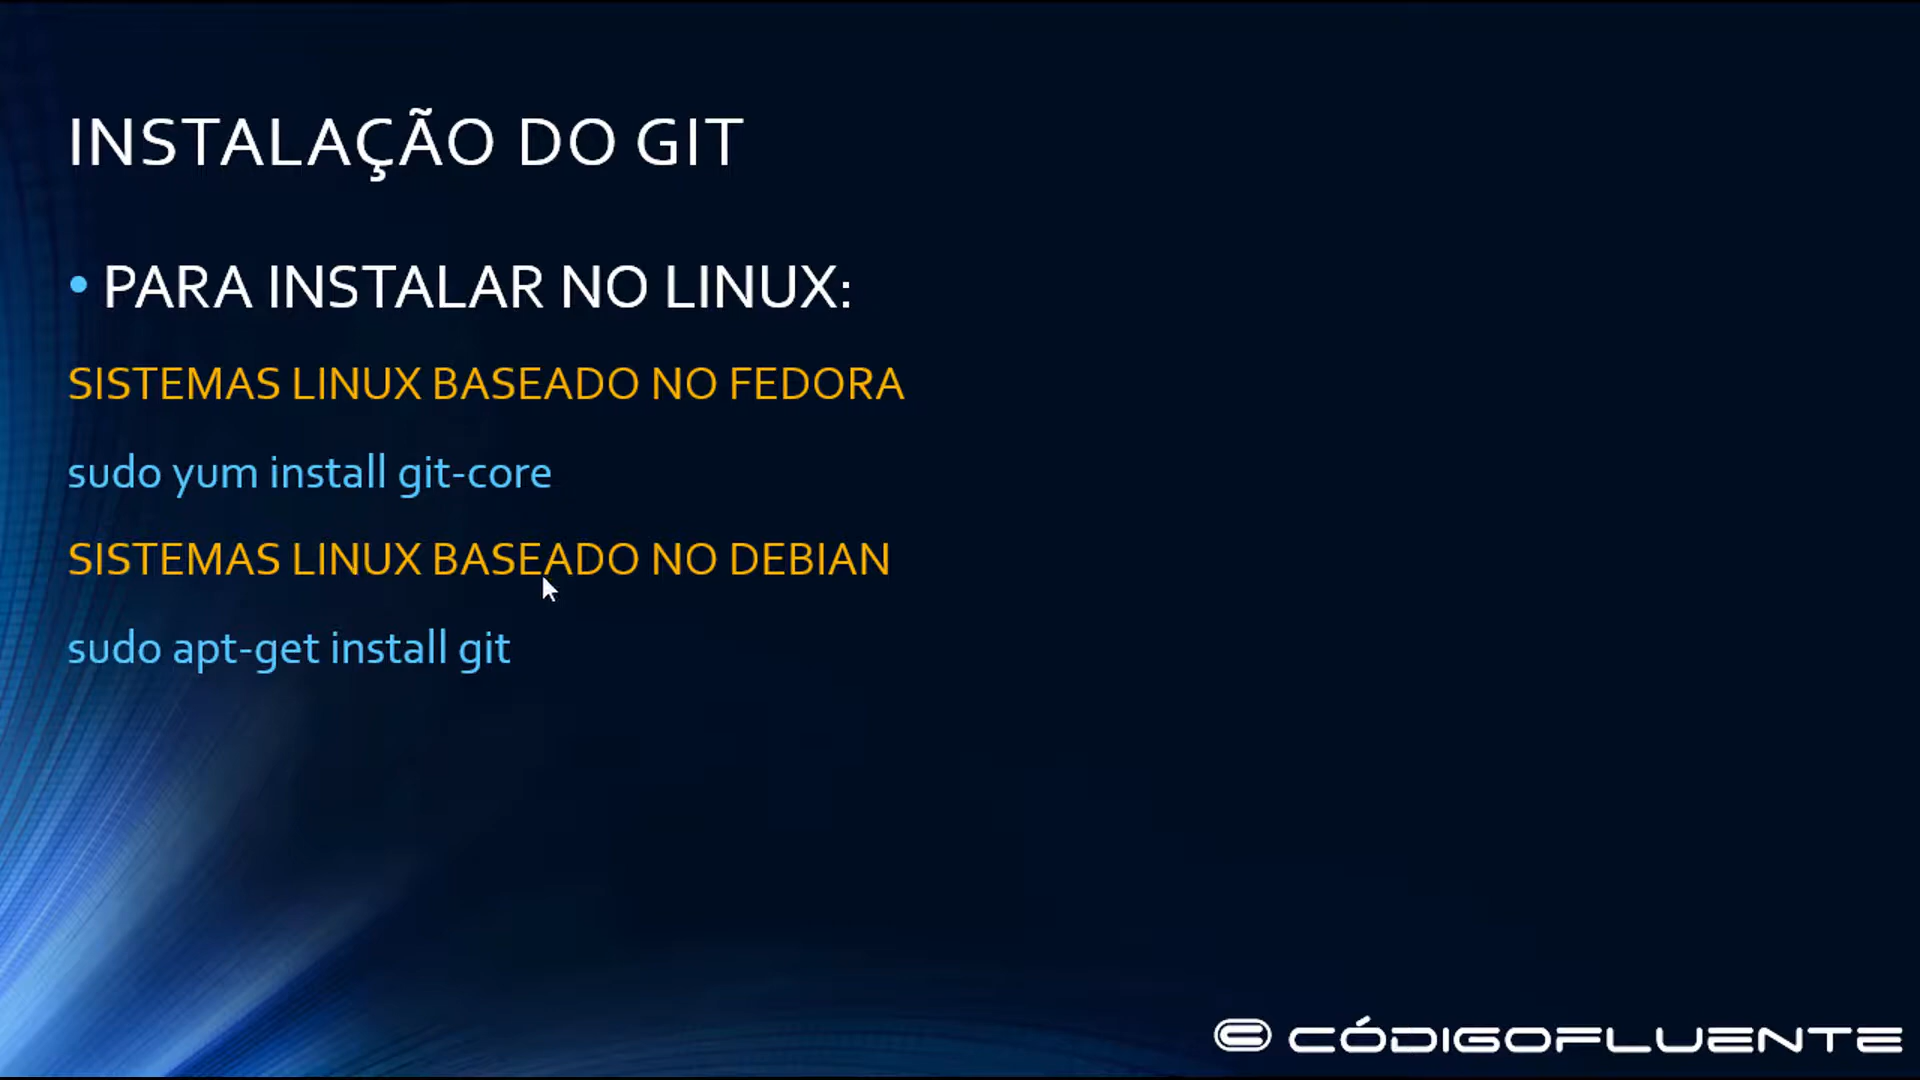 INSTALAÇÃO DO GIT
• PARA INSTALAR NO LINUX:
SISTEMAS LINUX BASEADO NO FEDORA
sudo yum install git-core
SISTEMAS LINUX BASEADO NO DEBIAN
sudo apt-get install git
CÓDIGOFLUENTE